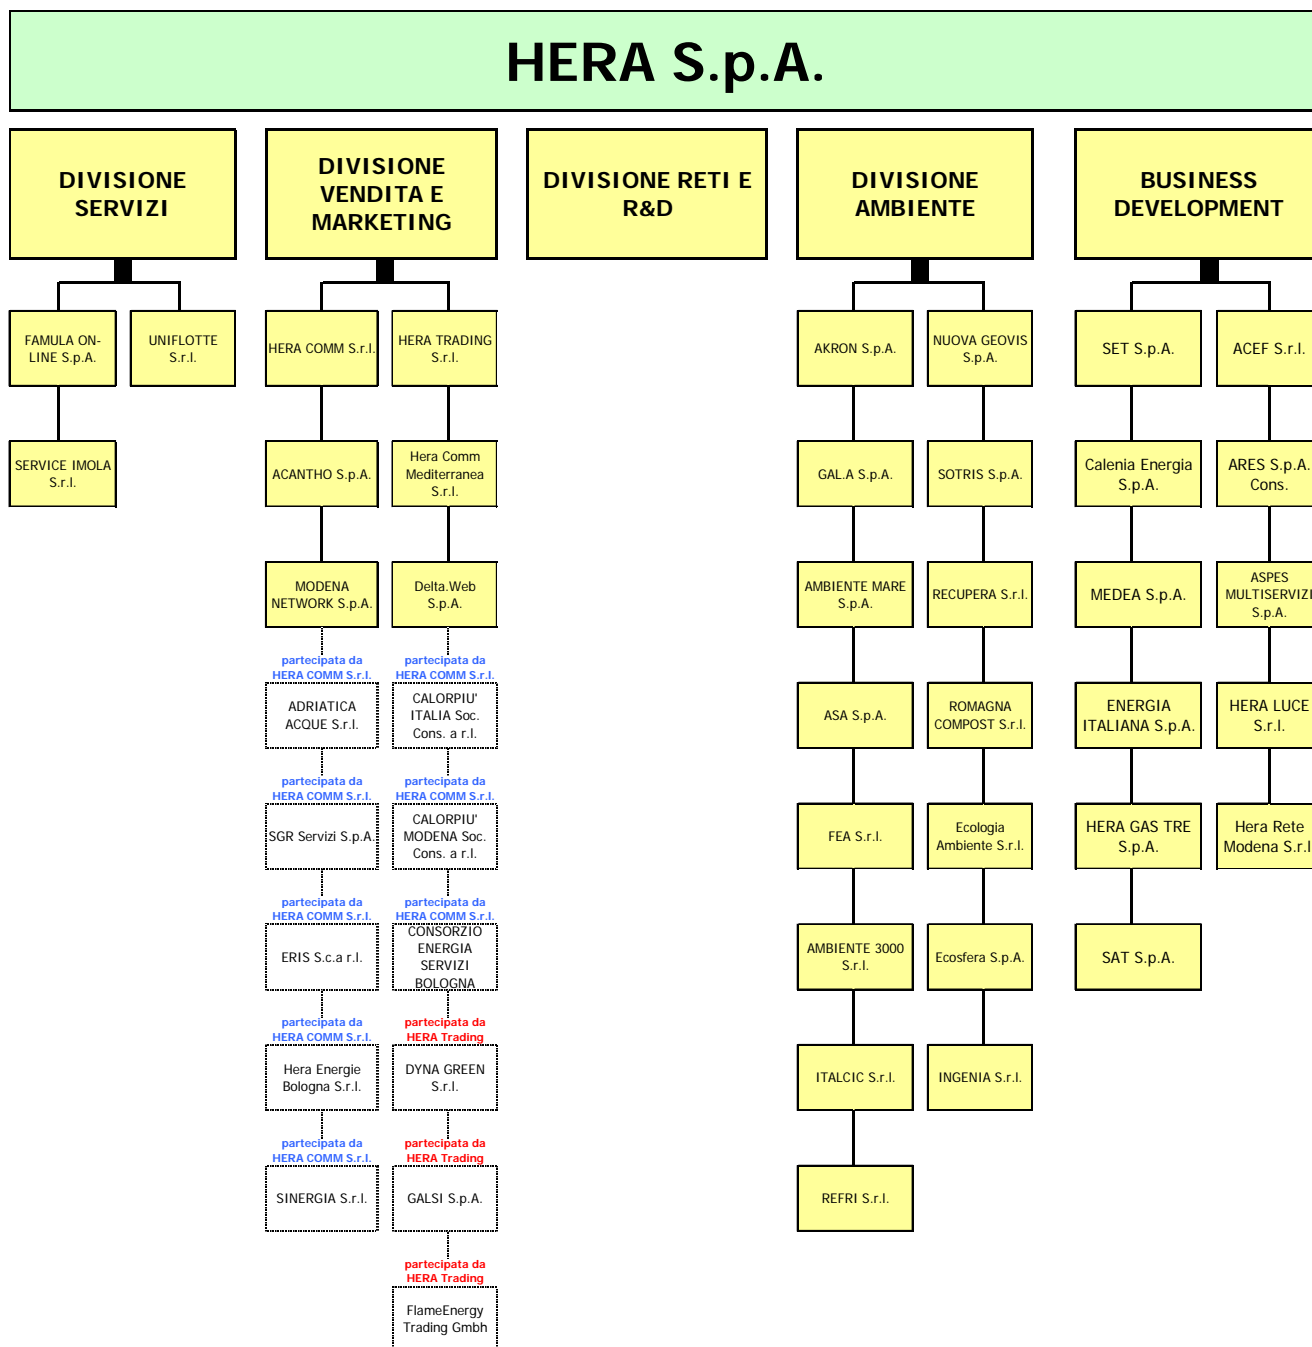 HERA S.p.A.
DIVISIONE
SERVIZI
DIVISIONE
VENDITA E
MARKETING
DIVISIONE RETI E
R&D
DIVISIONE
AMBIENTE
BUSINESS
DEVELOPMENT
FAMULA ON-
LINE S.p.A.
UNIFLOTTE
S.r.l.
HERA COMM S.r.l.
HERA TRADING
S.r.l.
AKRON S.p.A.
NUOVA GEOVIS
S.p.A.
SET S.p.A.
ACEF S.r.l.
SERVICE IMOLA
S.r.l.
ACANTHO S.p.A.
Hera Comm
Mediterranea
S.r.l.
GAL.A S.p.A.
SOTRIS S.p.A.
Calenia Energia
S.p.A.
ARES S.p.A.
Cons.
MODENA
NETWORK S.p.A.
Delta.Web
S.p.A.
AMBIENTE MARE
S.p.A.
RECUPERA S.r.l.
MEDEA S.p.A.
ASPES
MULTISERVIZI
S.p.A.
partecipata da
HERA COMM S.r.l.
partecipata da
HERA COMM S.r.l.
ADRIATICA
ACQUE S.r.l.
CALORPIU'
ITALIA Soc.
Cons. a r.l.
ASA S.p.A.
ROMAGNA
COMPOST S.r.l.
ENERGIA
ITALIANA S.p.A.
HERA LUCE
S.r.l.
partecipata da
HERA COMM S.r.l.
partecipata da
HERA COMM S.r.l.
SGR Servizi S.p.A.
CALORPIU'
MODENA Soc.
Cons. a r.l.
FEA S.r.l.
Ecologia
Ambiente S.r.l.
HERA GAS TRE
S.p.A.
Hera Rete
Modena S.r.l
partecipata da
HERA COMM S.r.l.
partecipata da
HERA COMM S.r.l.
ERIS S.c.a r.l.
CONSORZIO
ENERGIA
SERVIZI
BOLOGNA
AMBIENTE 3000
S.r.l.
Ecosfera S.p.A.
SAT S.p.A.
partecipata da
HERA COMM S.r.l.
partecipata da
HERA Trading
Hera Energie
Bologna S.r.l.
DYNA GREEN
S.r.l.
ITALCIC S.r.l.
INGENIA S.r.l.
partecipata da
HERA COMM S.r.l.
partecipata da
HERA Trading
SINERGIA S.r.l.
GALSI S.p.A.
REFRI S.r.l.
partecipata da
HERA Trading
FlameEnergy
Trading Gmbh